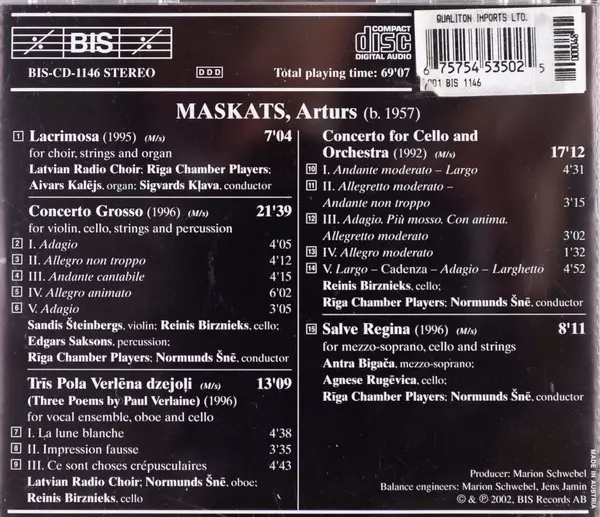 BIS
BIS-CD-1146 STEREO
DDD
COMPACT
disc
DIGITAL AUDIO
Total playing time: 69'07
QUALITON IMPORTS LTD.
6 75754 53502 5
BIS 1146
MASKATS, Arturs (b. 1957)
1 Lacrimosa (1995) (M/s) 7'04
for choir, strings and organ
Latvian Radio Choir; Rīga Chamber Players;
Aivars Kalējs, organ; Sigvards Kļava, conductor
Concerto Grosso (1996) (M/s) 21'39
for violin, cello, strings and percussion
2 I. Adagio 4'05
3 II. Allegro non troppo 4'12
4 III. Andante cantabile 4'15
5 IV. Allegro animato 6'02
6 V. Adagio 3'05
Sandis Šteinbergs, violin; Reinis Birznieks, cello;
Edgars Saksons, percussion;
Rīga Chamber Players; Normunds Šnē, conductor
Trīs Pola Verlēna dzejoļi (M/s) 13'09
(Three Poems by Paul Verlaine) (1996)
for vocal ensemble, oboe and cello
7 I. La lune blanche 4'38
8 II. Impression fausse 3'35
9 III. Ce sont choses crépusculaires 4'43
Latvian Radio Choir; Normunds Šnē, oboe;
Reinis Birznieks, cello
Concerto for Cello and
Orchestra (1992) (M/s) 17'12
10 I. Andante moderato – Largo 4'31
11 II. Allegretto moderato –
Andante non troppo 3'15
12 III. Adagio. Più mosso. Con anima.
Allegretto moderato 3'02
13 IV. Allegro moderato 1'32
14 V. Largo – Cadenza – Adagio – Larghetto 4'52
Reinis Birznieks, cello;
Rīga Chamber Players; Normunds Šnē, conductor
15 Salve Regina (1996) (M/s) 8'11
for mezzo-soprano, cello and strings
Antra Bigača, mezzo-soprano;
Agnese Rugēvica, cello;
Rīga Chamber Players; Normunds Šnē, conductor
Producer: Marion Schwebel
Balance engineers: Marion Schwebel, Jens Jamin
© & ℗ 2002, BIS Records AB
MADE IN AUSTRIA